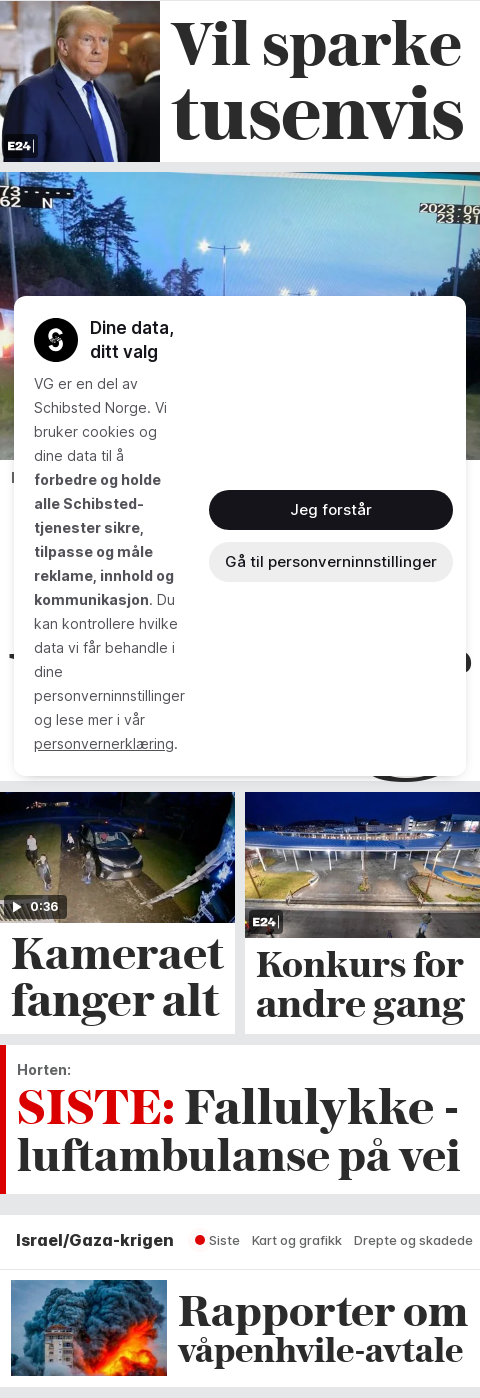 Vil sparke
tusenvis
E24
73 - - - - -
62 N
2023-06
23:31
Dine data,
ditt valg
VG er en del av
Schibsted Norge. Vi
bruker cookies og
dine data til å
forbedre og holde
alle Schibsted-
tjenester sikre,
tilpasse og måle
reklame, innhold og
kommunikasjon. Du
kan kontrollere hvilke
data vi får behandle i
dine
personverninnstillinger
og lese mer i vår
personvernerklæring.
Jeg forstår
Gå til personverninnstillinger
0:36
Kameraet
fanger alt
E24
Konkurs for
andre gang
Horten:
SISTE: Fallulykke -
luftambulanse på vei
Israel/Gaza-krigen
Siste
Kart og grafikk
Drepte og skadede
Rapporter om
våpenhvile-avtale